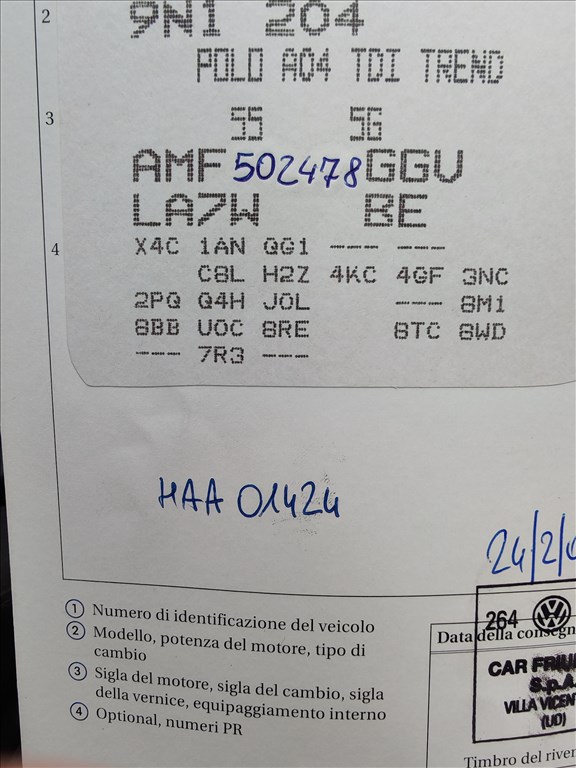 2
9N1 204
POLO A04 TDI TREND
3
55 5G
AMF 502478 GGV
LA7W BE
4
X4C 1AN QG1 --- ---
C8L H2Z 4KC 4GF 3NC
2PQ Q4H J0L --- 8M1
8BB U0C 8RE 8TC 8WD
--- 7R3 ---
HAA 01424
24/2/0
① Numero di identificazione del veicolo
② Modello, potenza del motore, tipo di
cambio
③ Sigla del motore, sigla del cambio, sigla
della vernice, equipaggiamento interno
④ Optional, numeri PR
264
Data della consegn
CAR FRIU
S.p.A.
VILLA VICENT
(UD)
Timbro del river